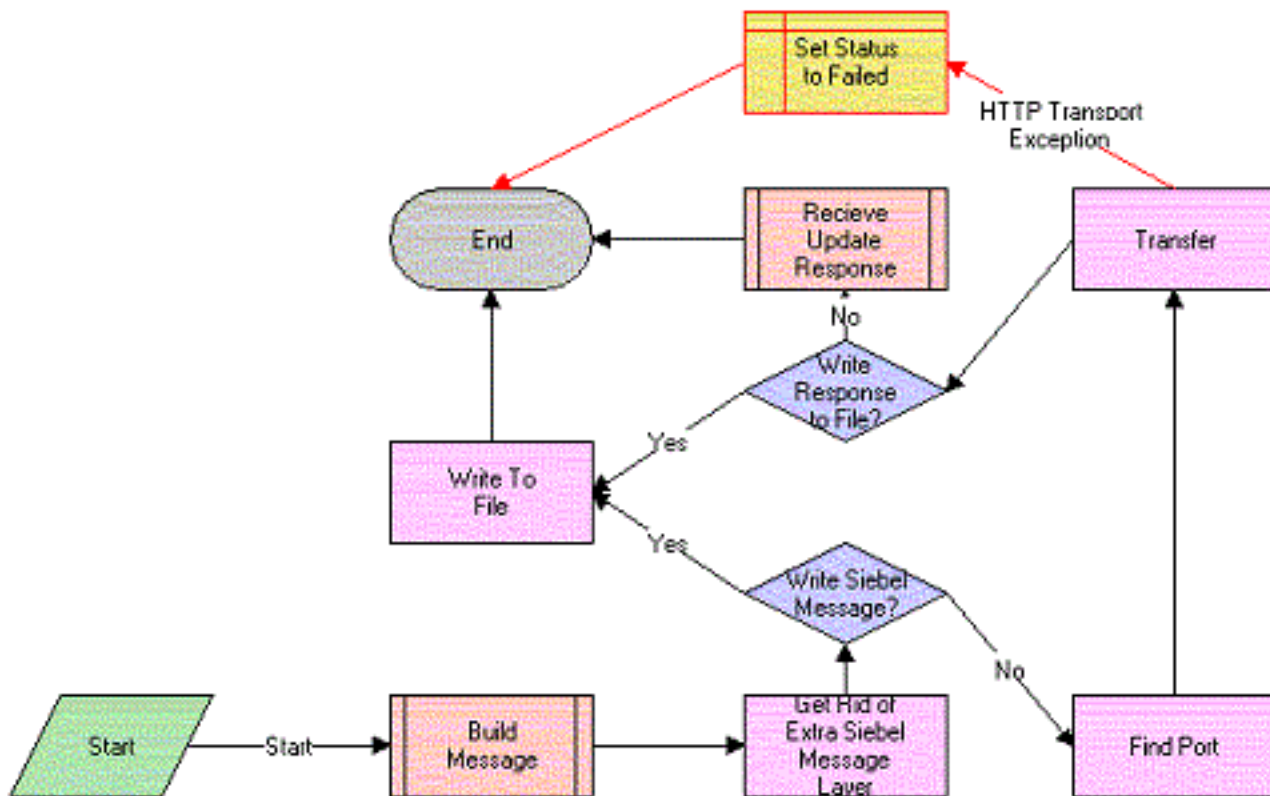 Set Status
to Failed
HTTP Transport
Exception
End
Recieve
Update
Response
Transfer
No
Write
Response
to File?
Yes
Write To
File
Yes
Write Siebel
Message?
No
Start
Start
Build
Message
Get Rid of
Extra Siebel
Message
Layer
Find Port